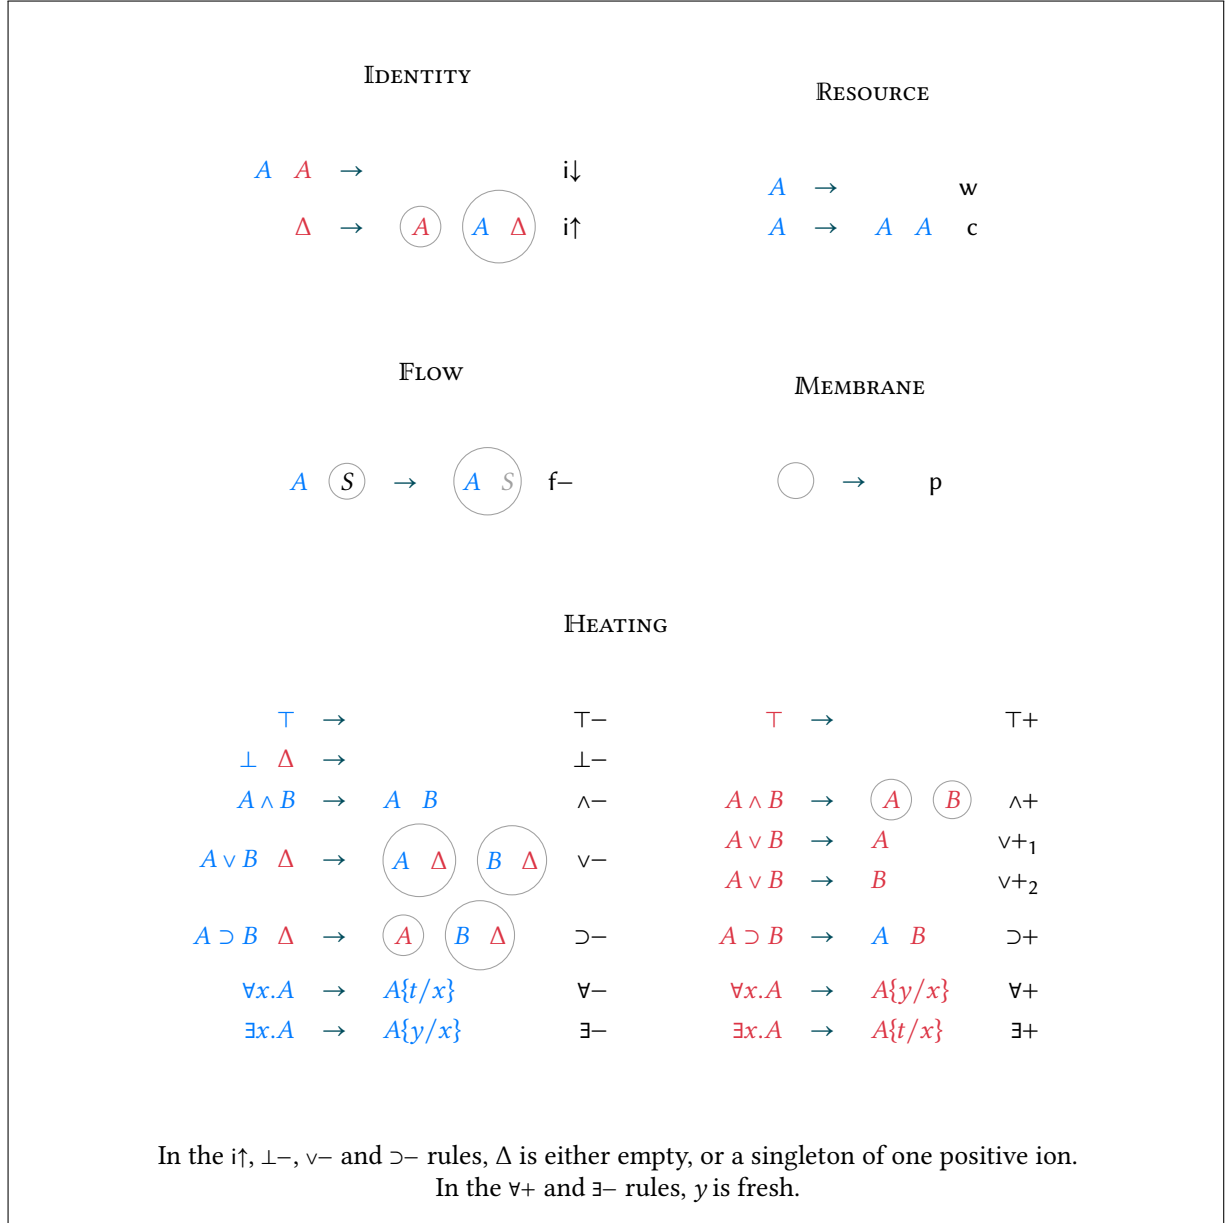 IDENTITY
A A → i↓
Δ → A A Δ i↑
RESOURCE
A → w
A → A A c
FLOW
A S → A S f−
MEMBRANE
→ p
HEATING
⊤ → ⊤−
⊥ Δ → ⊥−
A ∧ B → A B ∧−
A ∨ B Δ → A Δ B Δ ∨−
A ⊃ B Δ → A B Δ ⊃−
∀x.A → A{t/x} ∀−
∃x.A → A{y/x} ∃−
⊤ → ⊤+
A ∧ B → A B ∧+
A ∨ B → A ∨+₁
A ∨ B → B ∨+₂
A ⊃ B → A B ⊃+
∀x.A → A{y/x} ∀+
∃x.A → A{t/x} ∃+
In the i↑, ⊥−, ∨− and ⊃− rules, Δ is either empty, or a singleton of one positive ion.
In the ∀+ and ∃− rules, y is fresh.